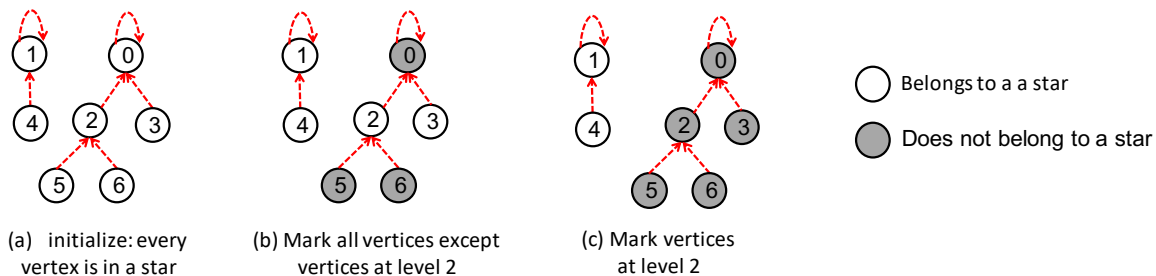 1 0
4 2 3
5 6
(a) initialize: every
vertex is in a star
1 0
4 2 3
5 6
(b) Mark all vertices except
vertices at level 2
1 0
4 2 3
5 6
(c) Mark vertices
at level 2
Belongs to a a star
Does not belong to a star